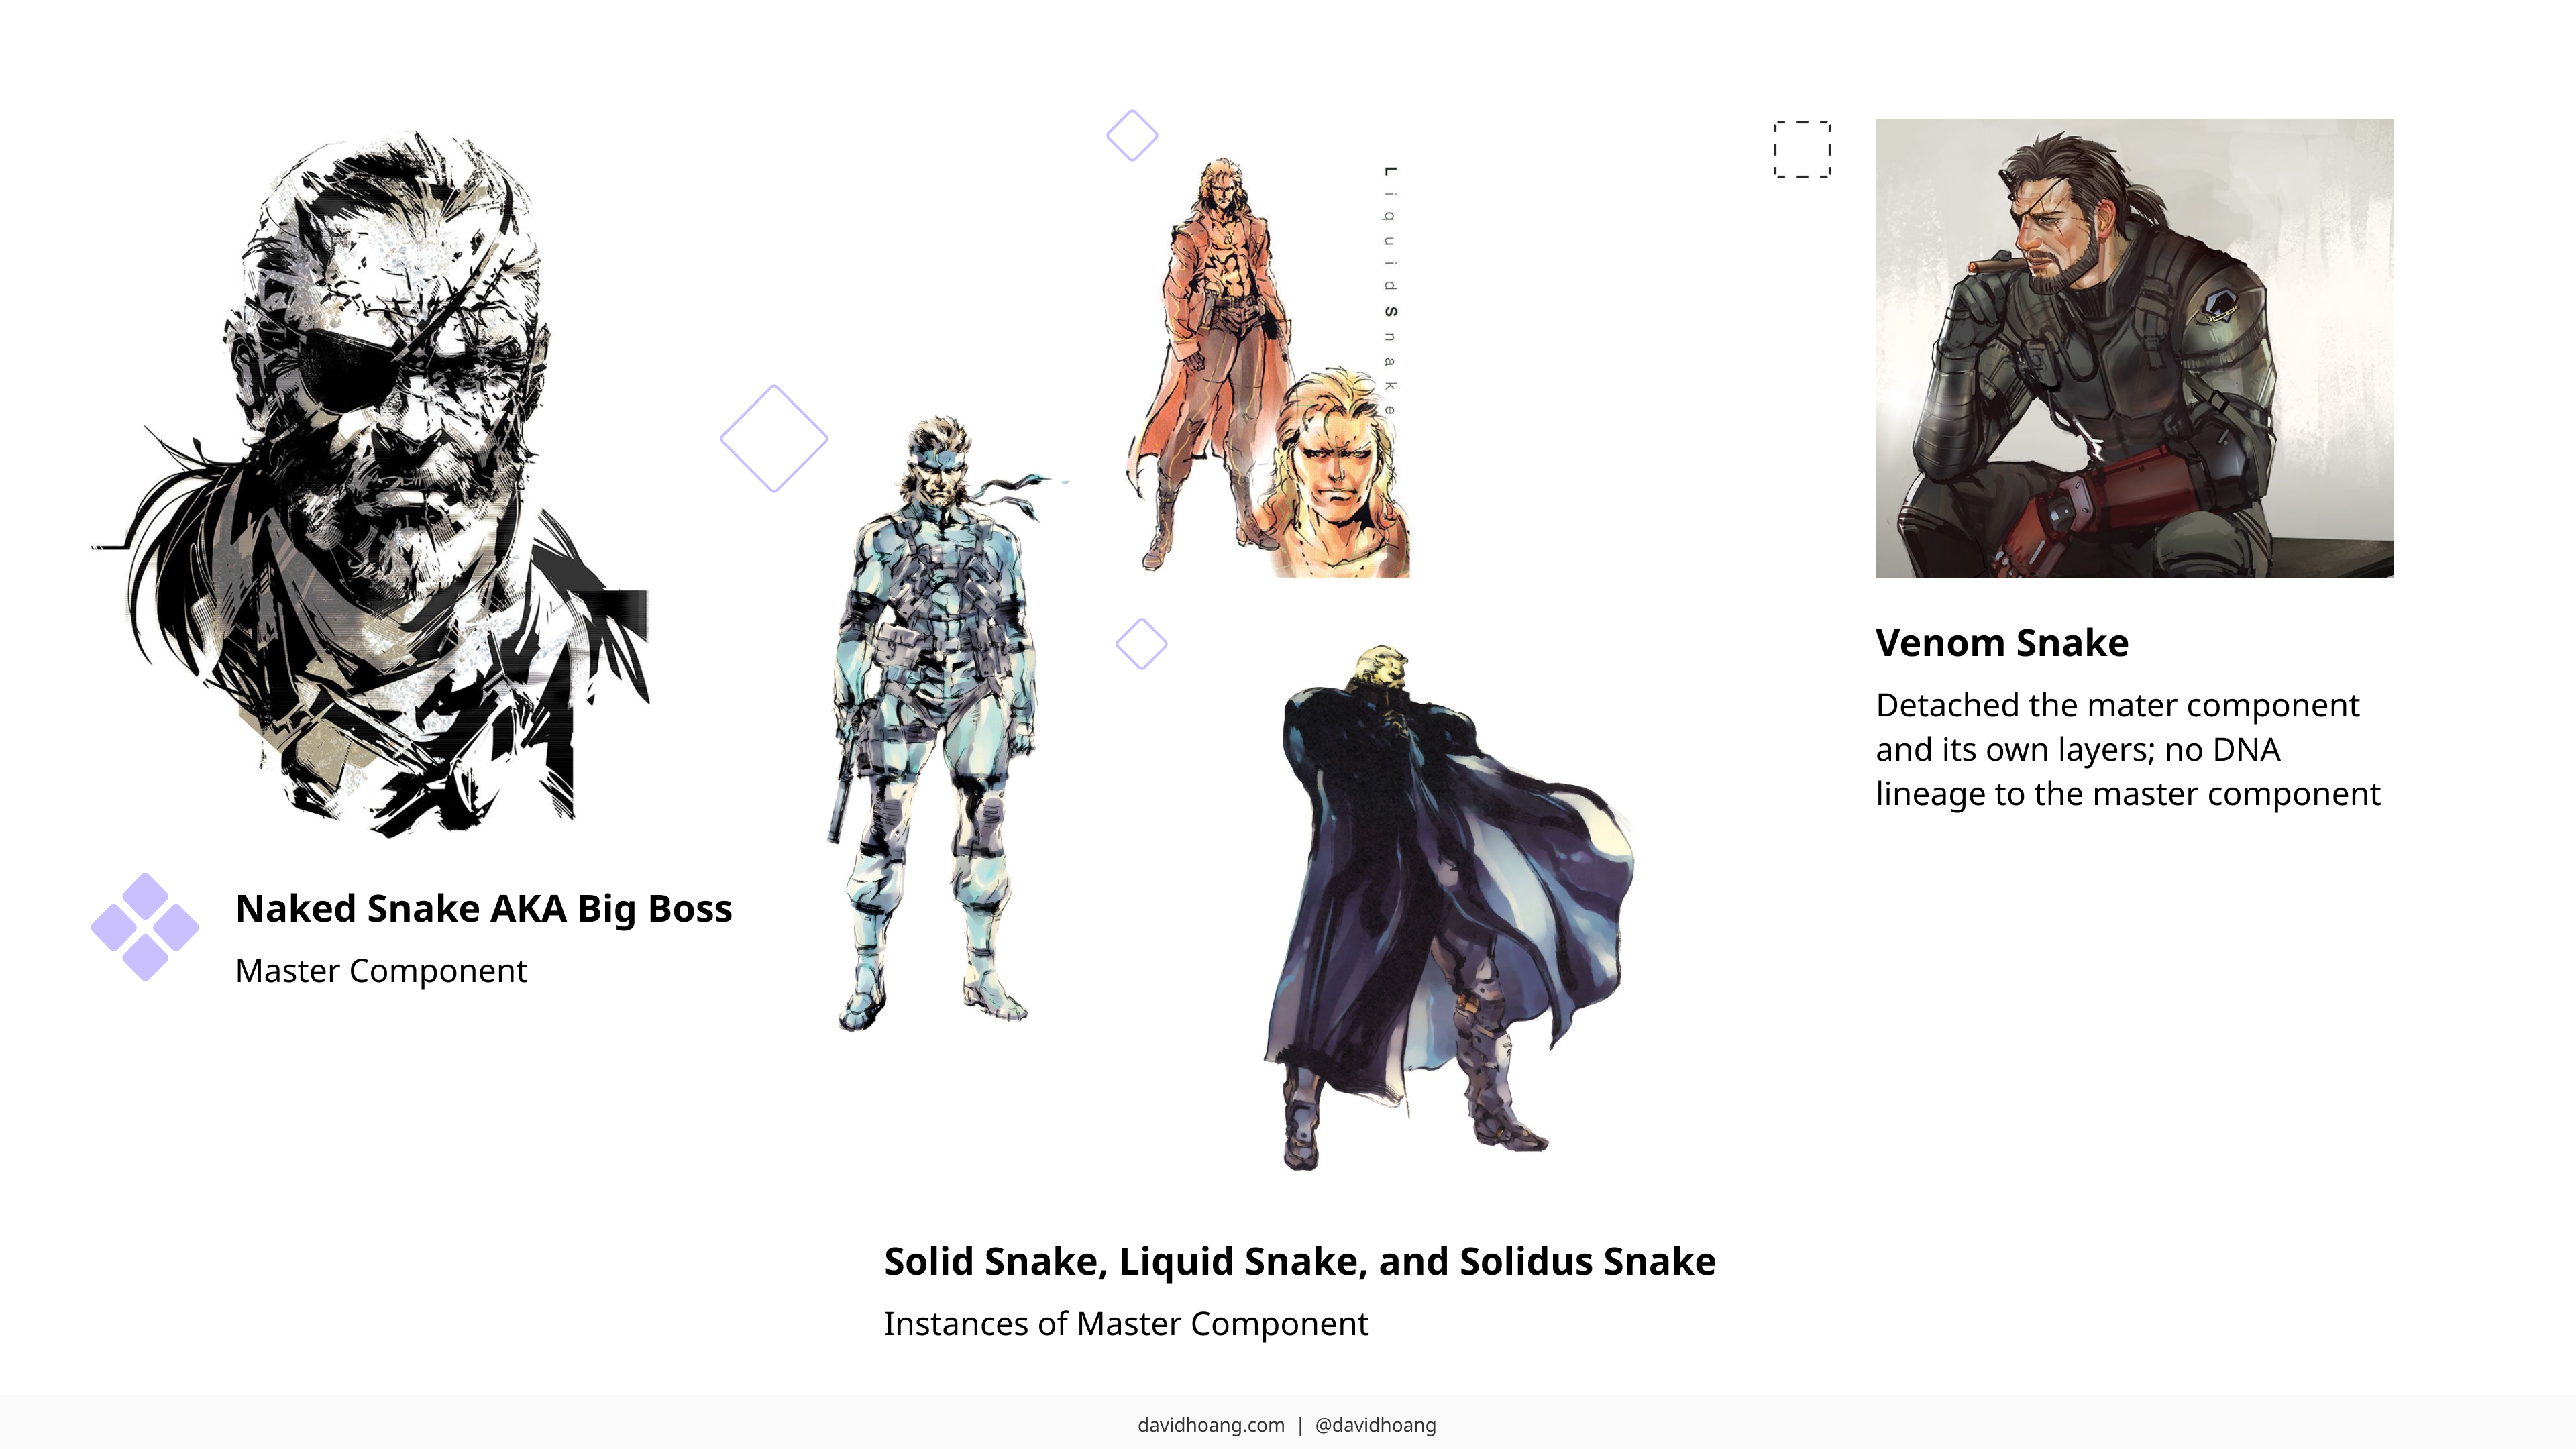 Liquid Snake
Naked Snake AKA Big Boss
Master Component
Solid Snake, Liquid Snake, and Solidus Snake
Instances of Master Component
Venom Snake
Detached the mater component
and its own layers; no DNA
lineage to the master component
davidhoang.com | @davidhoang